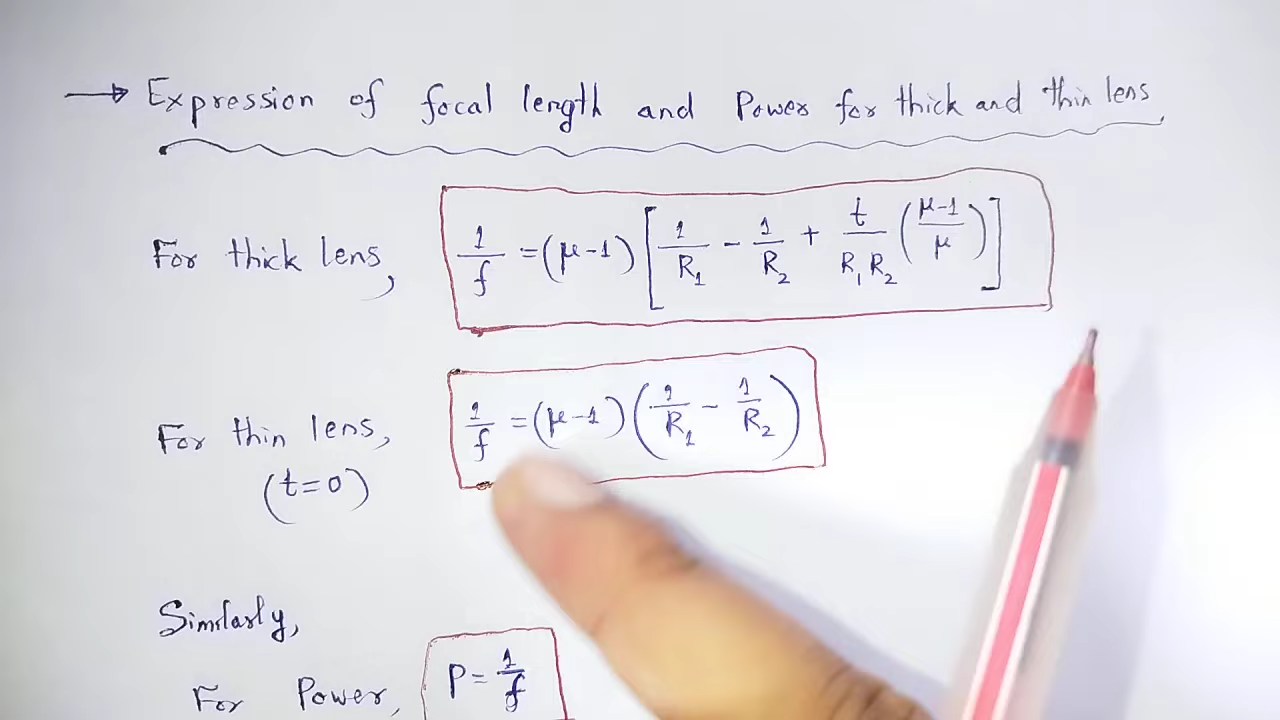 → Expression of focal length and Power for thick and thin lens
For thick lens, 1/f = (μ-1) [1/R₁ - 1/R₂ + t/R₁R₂ (μ-1/μ)]
For thin lens, 1/f = (μ-1) (1/R₁ - 1/R₂)
(t=0)
Similarly,
For Power, P = 1/f